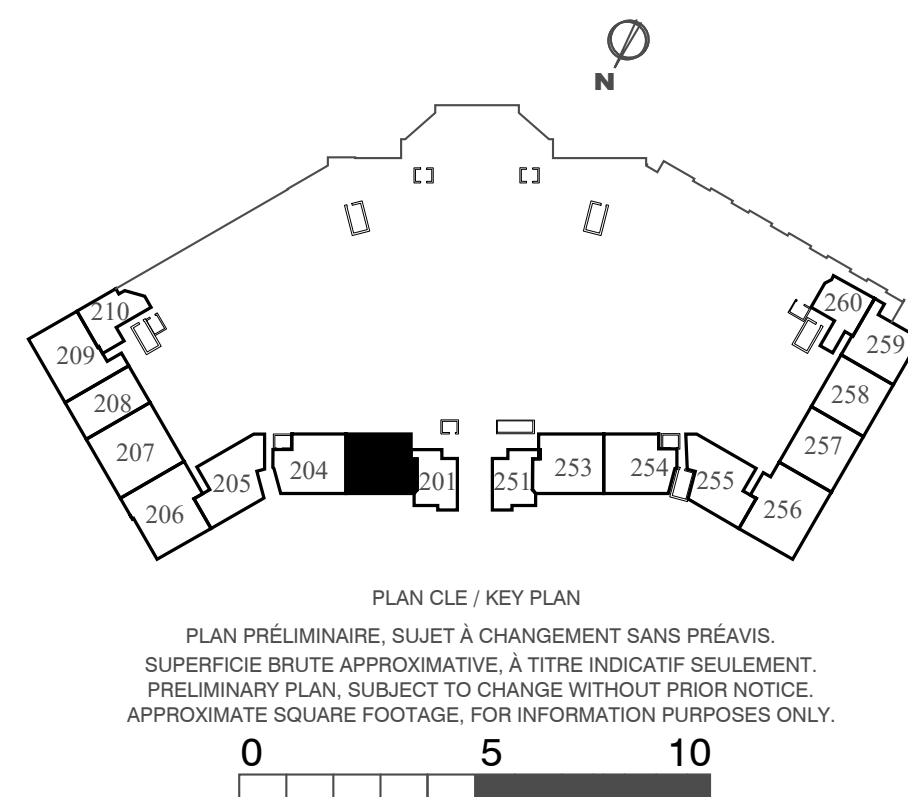 N
210
260
209
259
208
258
207
257
206
205
204
201
251
253
254
255
256
PLAN CLE / KEY PLAN
PLAN PRÉLIMINAIRE, SUJET À CHANGEMENT SANS PRÉAVIS.
SUPERFICIE BRUTE APPROXIMATIVE, À TITRE INDICATIF SEULEMENT.
PRELIMINARY PLAN, SUBJECT TO CHANGE WITHOUT PRIOR NOTICE.
APPROXIMATE SQUARE FOOTAGE, FOR INFORMATION PURPOSES ONLY.
0 5 10